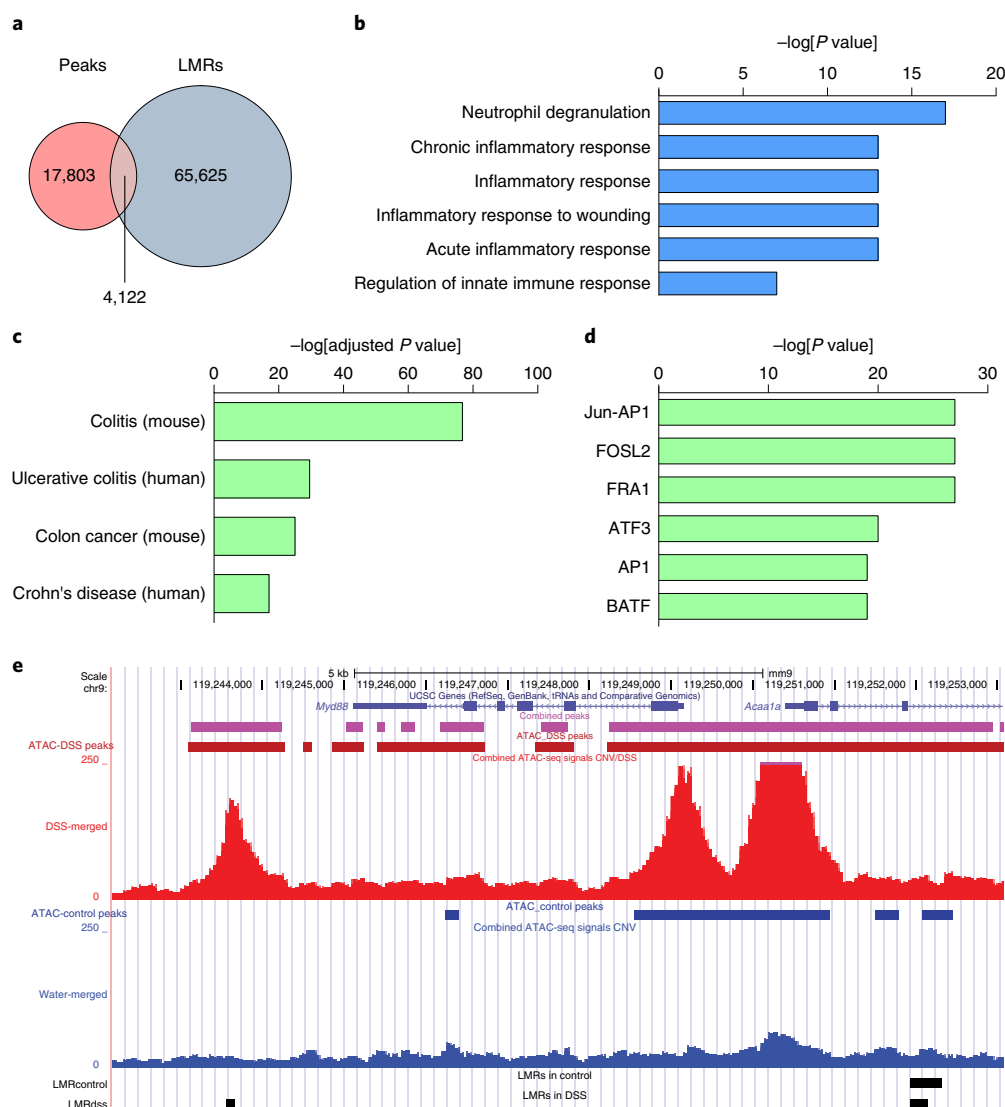 a
Peaks
LMRs
17,803
65,625
4,122
b
–log[P value]
0 5 10 15 20
Neutrophil degranulation
Chronic inflammatory response
Inflammatory response
Inflammatory response to wounding
Acute inflammatory response
Regulation of innate immune response
c
–log[adjusted P value]
0 20 40 60 80 100
Colitis (mouse)
Ulcerative colitis (human)
Colon cancer (mouse)
Crohn's disease (human)
d
–log[P value]
0 10 20 30
Jun-AP1
FOSL2
FRA1
ATF3
AP1
BATF
e
Scale 5 kb mm9
chr9: 119,244,000 119,245,000 119,246,000 119,247,000 119,248,000 119,249,000 119,250,000 119,251,000 119,252,000 119,253,000
UCSC Genes (RefSeq, GenBank, tRNAs and Comparative Genomics)
Myd88 Acaa1a
Combined peaks
ATAC_DSS peaks
ATAC-DSS peaks
Combined ATAC-seq signals CNV/DSS
250 _
DSS-merged
0
ATAC_control peaks
ATAC-control peaks
Combined ATAC-seq signals CNV
250 _
Water-merged
0
LMRs in control
LMRcontrol
LMRs in DSS
LMRdss